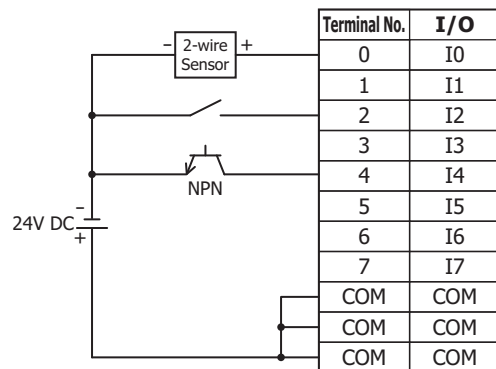 Terminal No. I/O
– 2-wire +
Sensor
0 I0
1 I1
2 I2
3 I3
NPN
4 I4
5 I5
–
24V DC
+
6 I6
7 I7
COM COM
COM COM
COM COM